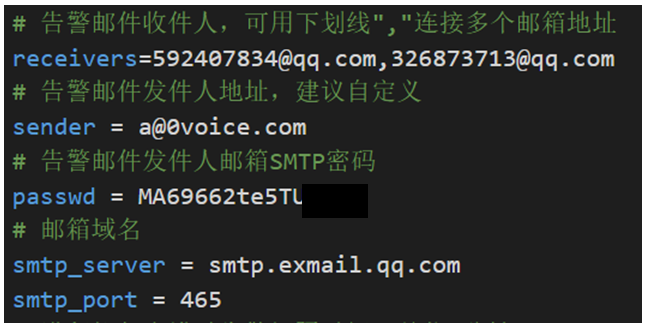 # 告警邮件收件人，可用下划线","连接多个邮箱地址
receivers=592407834@qq.com,326873713@qq.com
# 告警邮件发件人地址，建议自定义
sender = a@0voice.com
# 告警邮件发件人邮箱SMTP密码
passwd = MA69662te5TU
# 邮箱域名
smtp_server = smtp.exmail.qq.com
smtp_port = 465